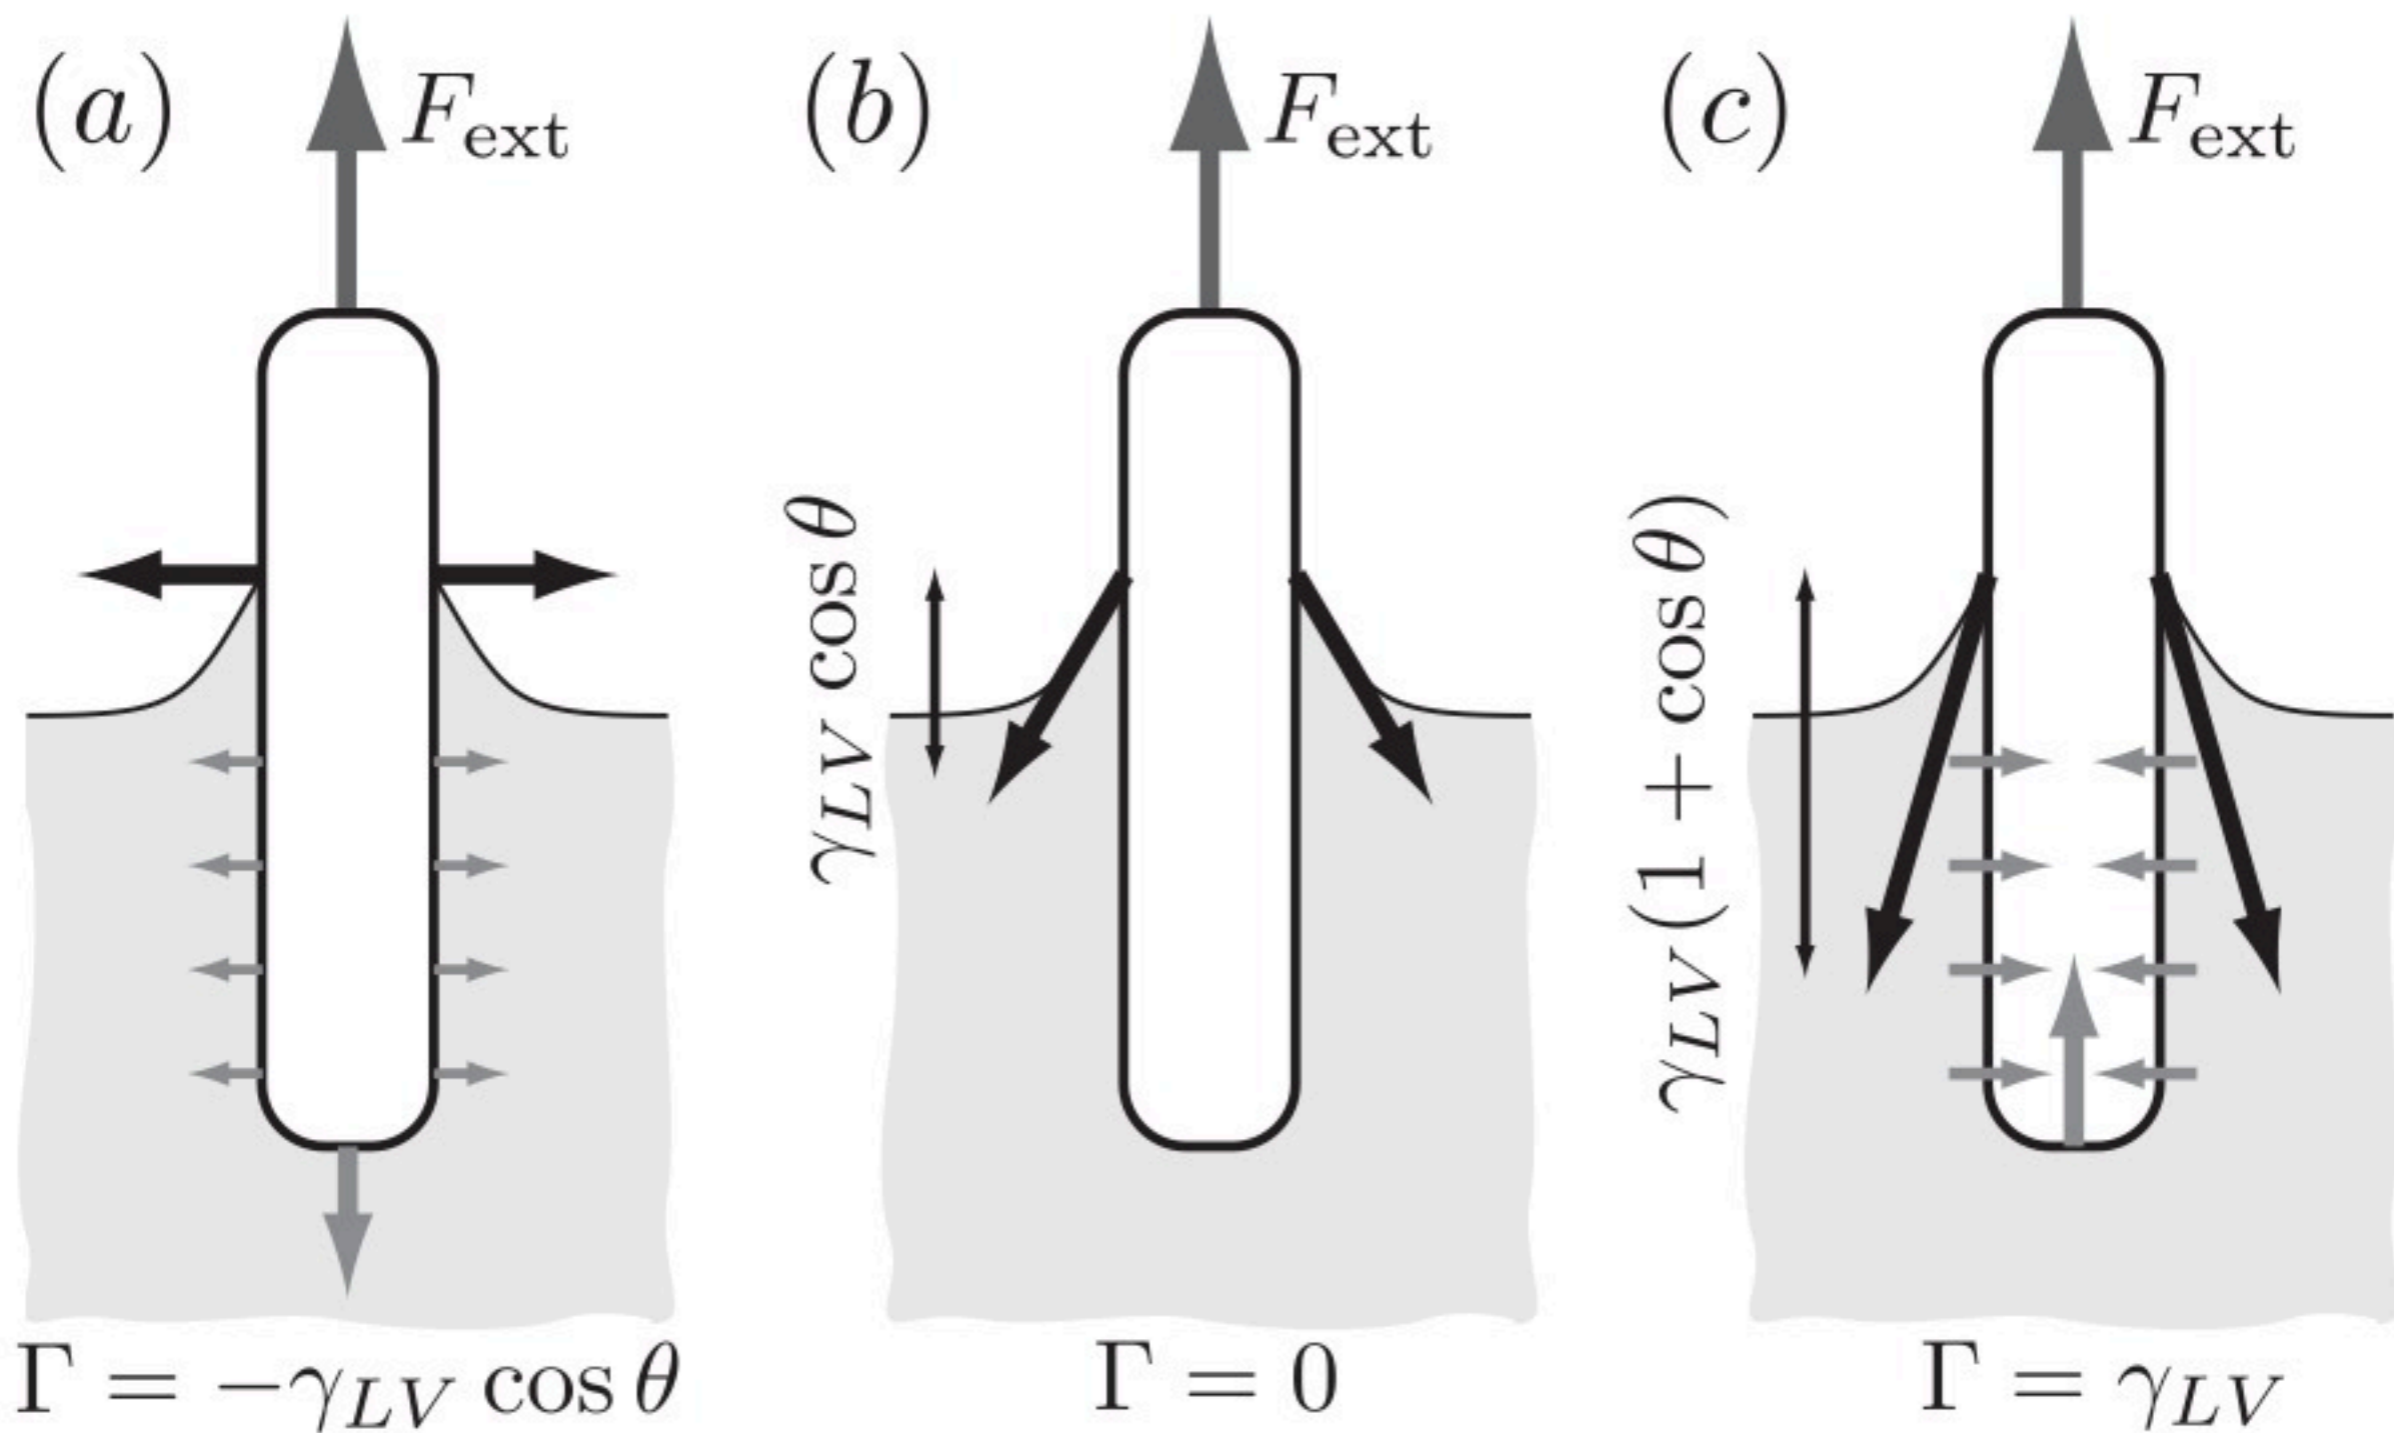 (a) F_ext
(b) F_ext
(c) F_ext
γ_LV cos θ
γ_LV (1 + cos θ)
Γ = −γ_LV cos θ
Γ = 0
Γ = γ_LV